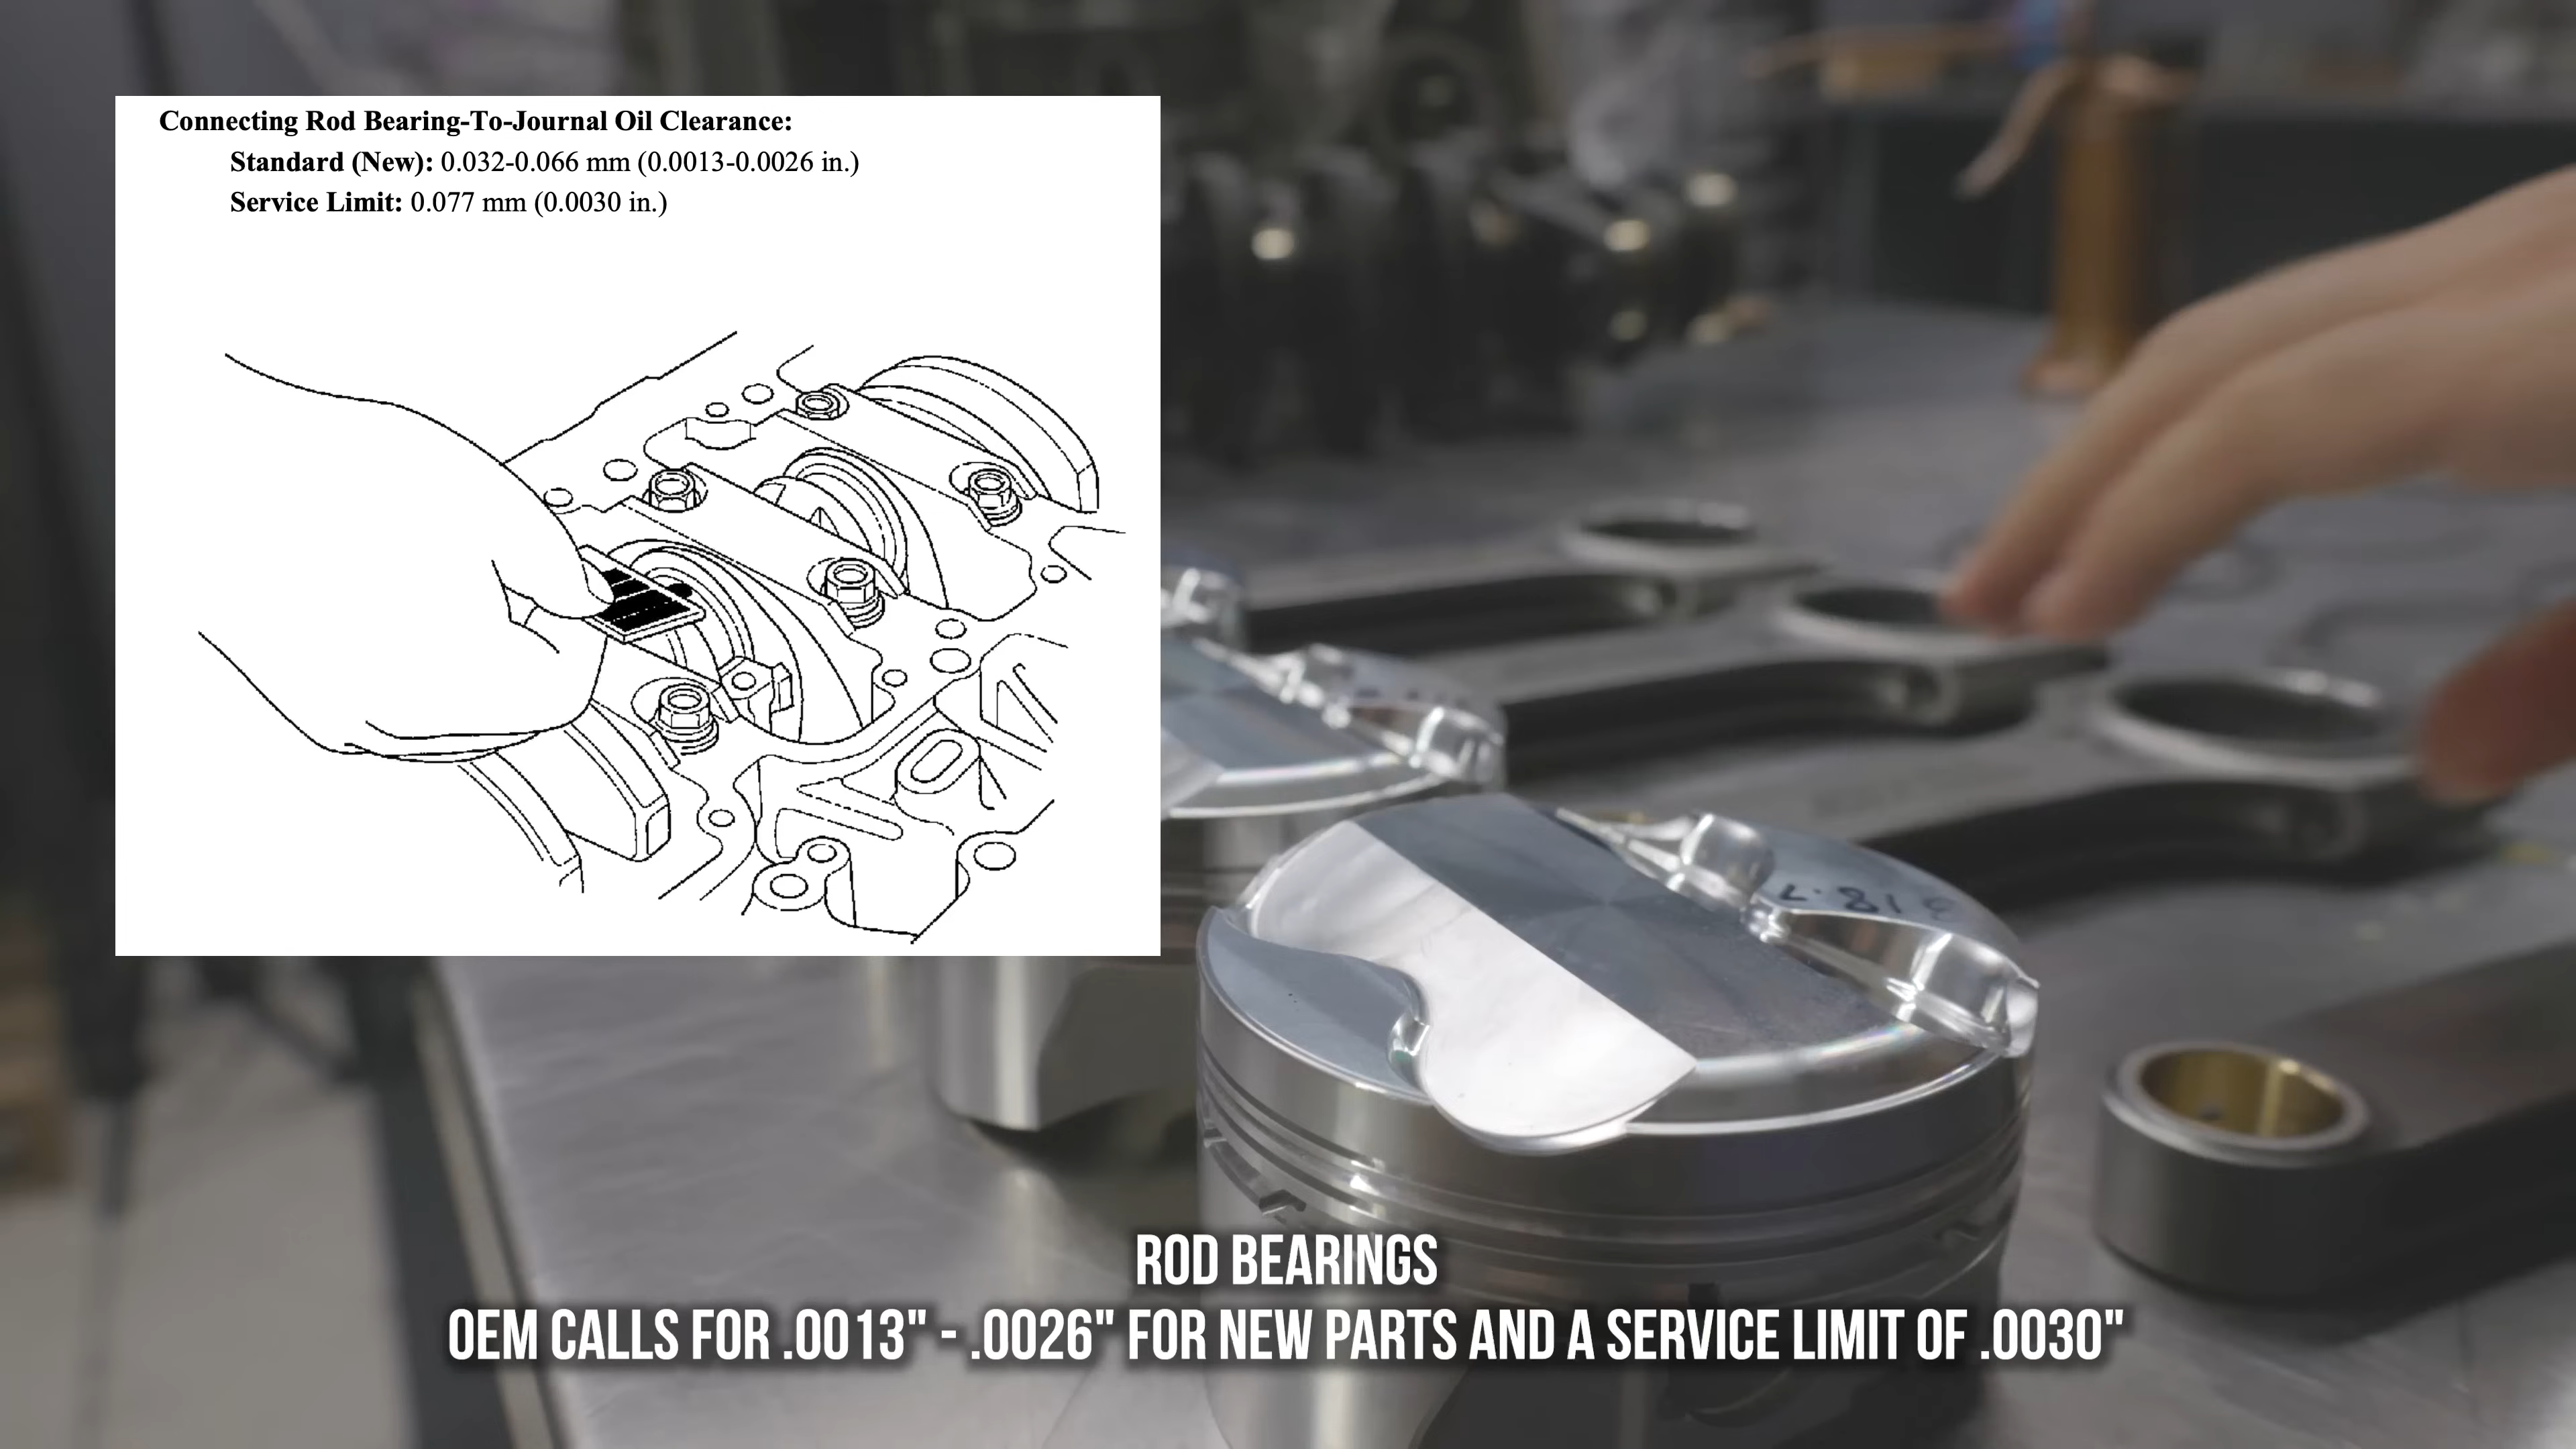 Connecting Rod Bearing-To-Journal Oil Clearance:
Standard (New): 0.032-0.066 mm (0.0013-0.0026 in.)
Service Limit: 0.077 mm (0.0030 in.)
ROD BEARINGS
OEM CALLS FOR .0013" - .0026" FOR NEW PARTS AND A SERVICE LIMIT OF .0030"